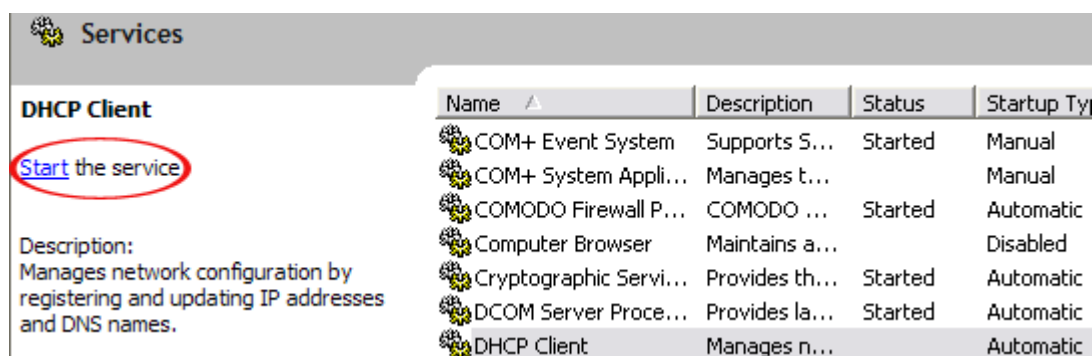 Services
DHCP Client
Start the service
Description:
Manages network configuration by
registering and updating IP addresses
and DNS names.
Name Description Status Startup Typ
COM+ Event System Supports S... Started Manual
COM+ System Appli... Manages t... Manual
COMODO Firewall P... COMODO ... Started Automatic
Computer Browser Maintains a... Disabled
Cryptographic Servi... Provides th... Started Automatic
DCOM Server Proce... Provides la... Started Automatic
DHCP Client Manages n... Automatic